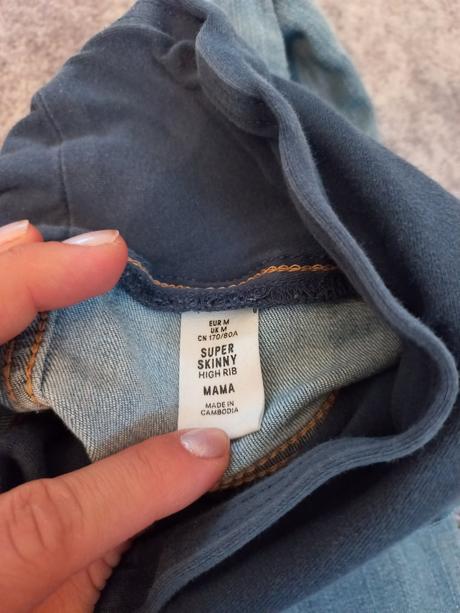 EUR M
UK M
CN 170/80A
SUPER
SKINNY
HIGH RIB
MAMA
MADE IN
CAMBODIA